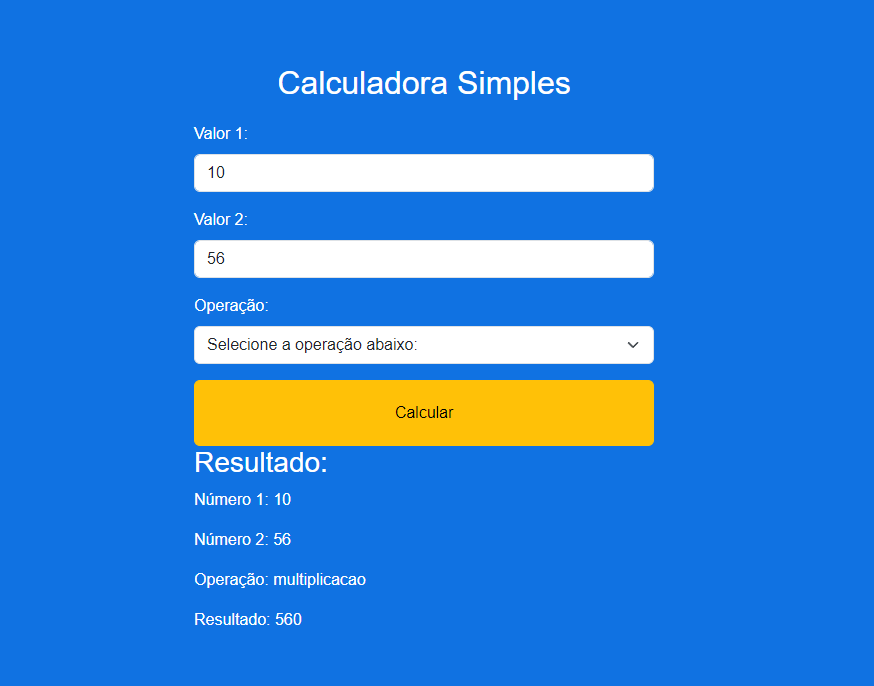 Calculadora Simples
Valor 1:
10
Valor 2:
56
Operação:
Selecione a operação abaixo:
Calcular
Resultado:
Número 1: 10
Número 2: 56
Operação: multiplicacao
Resultado: 560